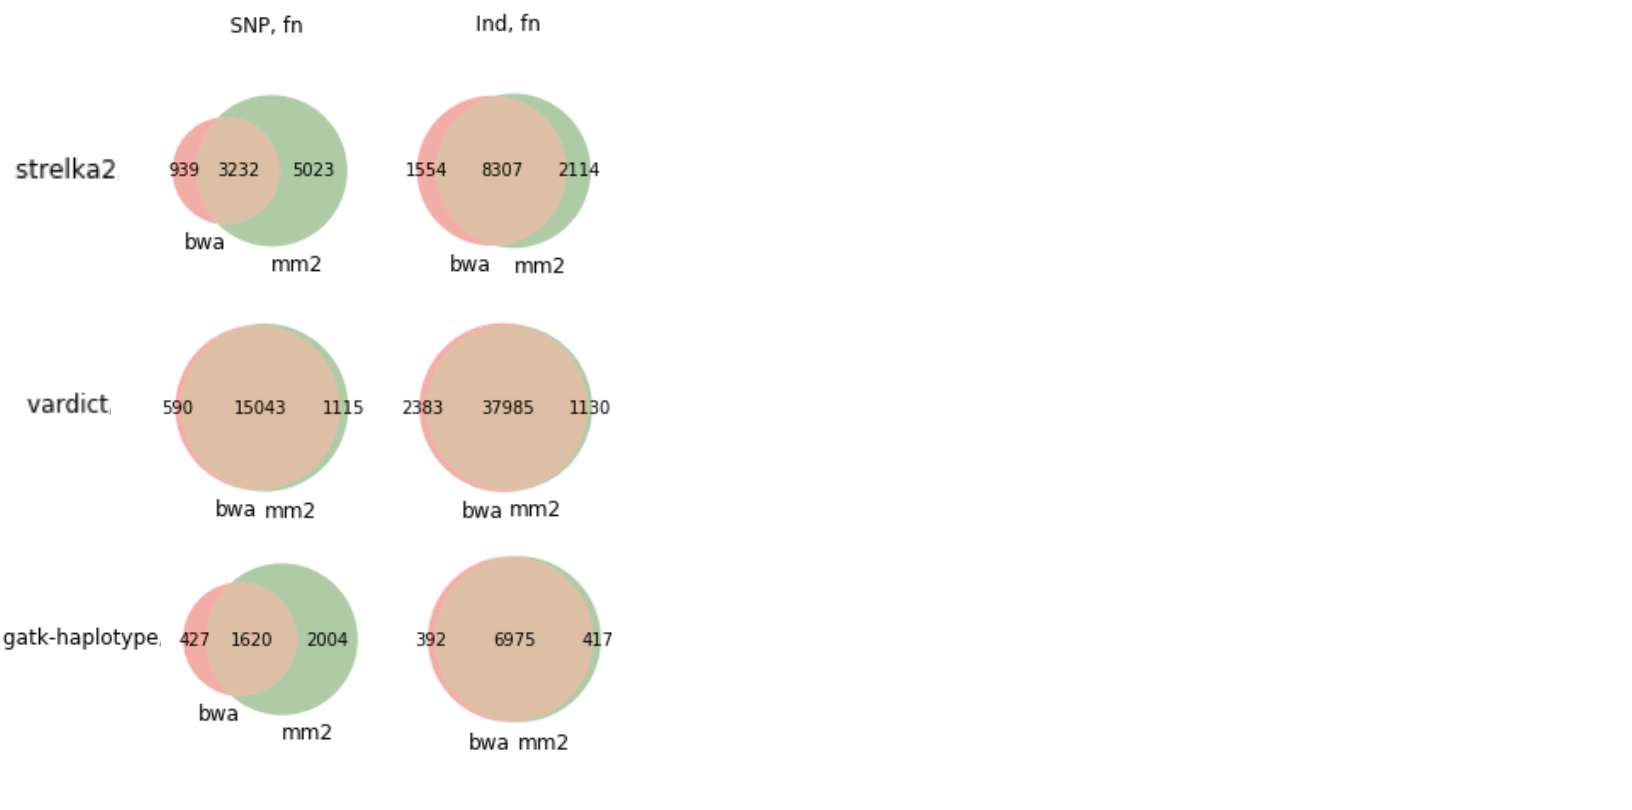 SNP, fn
Ind, fn
strelka2,
939 3232 5023
1554 8307 2114
bwa
mm2
bwa mm2
vardict,
590 15043 1115
2383 37985 1130
bwa mm2
bwa mm2
gatk-haplotype,
427 1620 2004
392 6975 417
bwa
mm2
bwa mm2